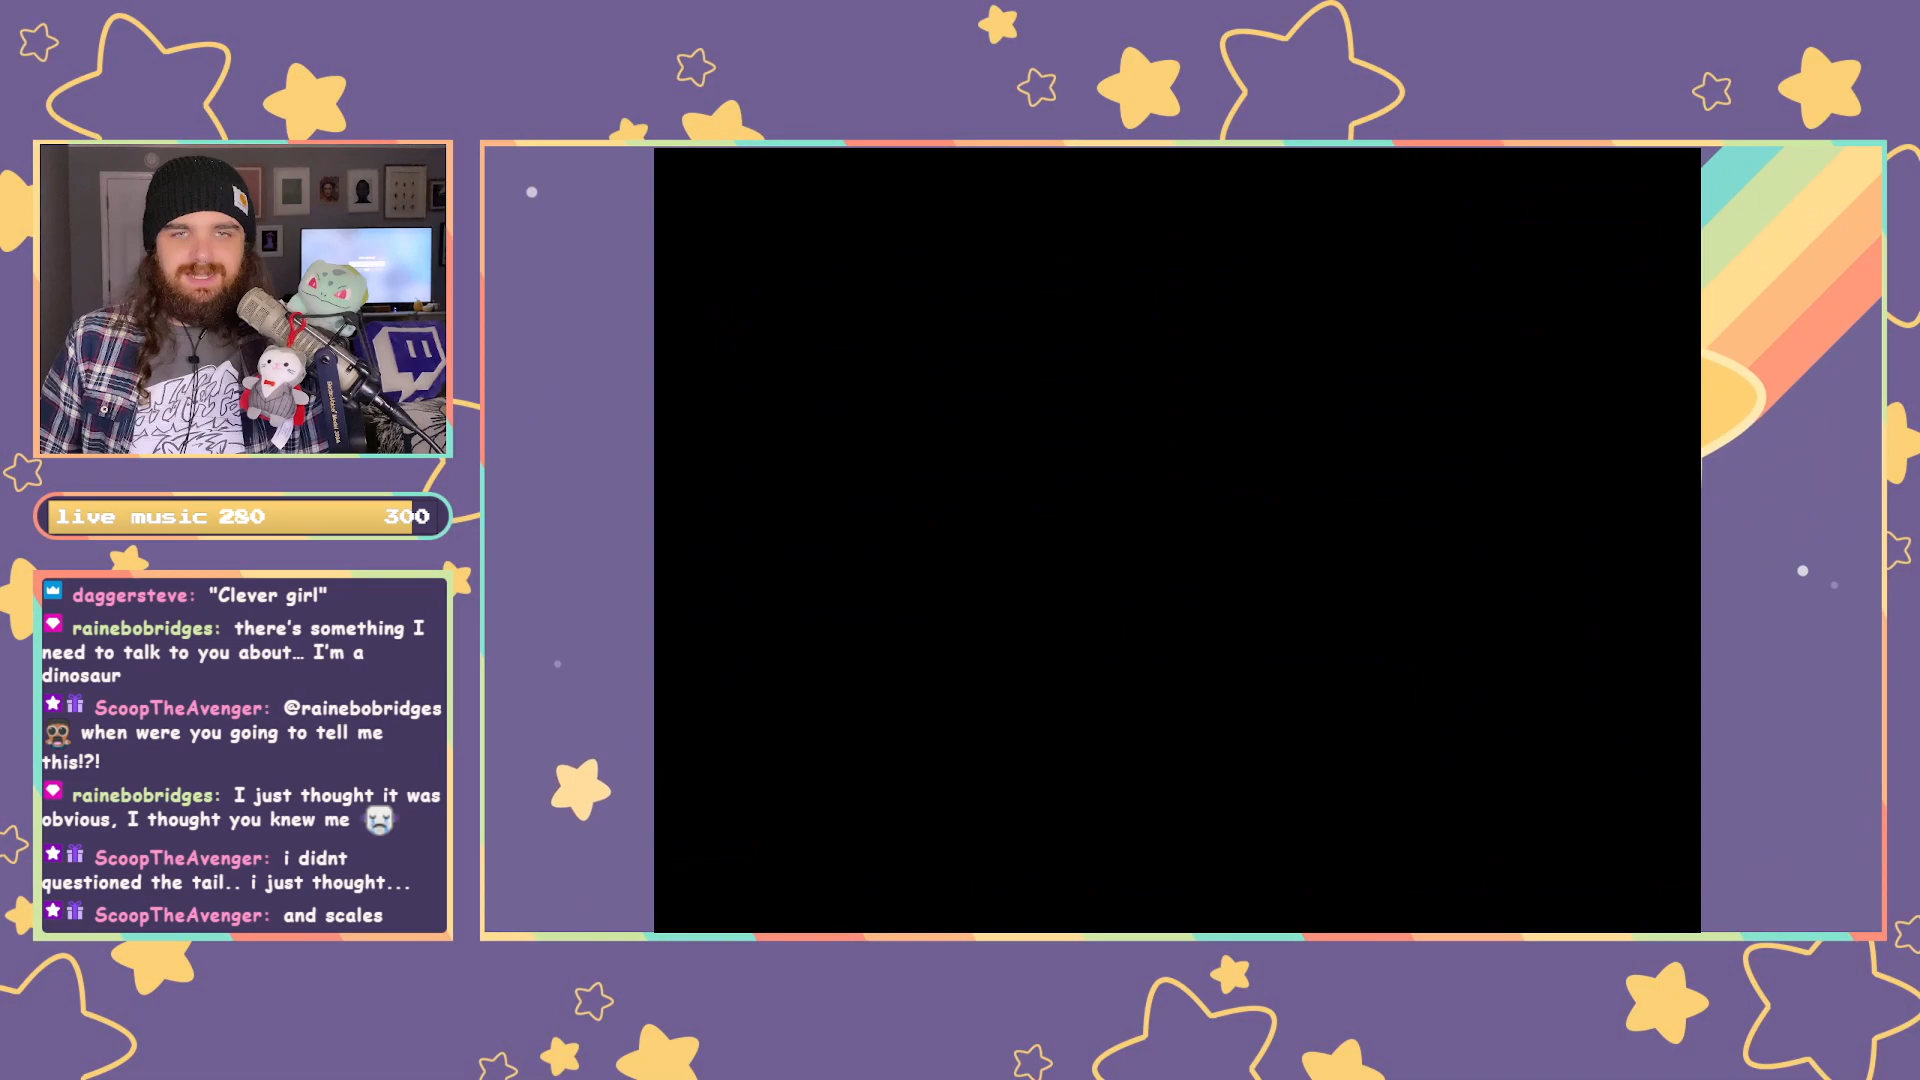 live music 280 300
daggersteve: "Clever girl"
rainebobridges: there's something I
need to talk to you about... I'm a
dinosaur
ScoopTheAvenger: @rainebobridges
when were you going to tell me
this!?!
rainebobridges: I just thought it was
obvious, I thought you knew me
ScoopTheAvenger: i didnt
questioned the tail.. i just thought...
ScoopTheAvenger: and scales